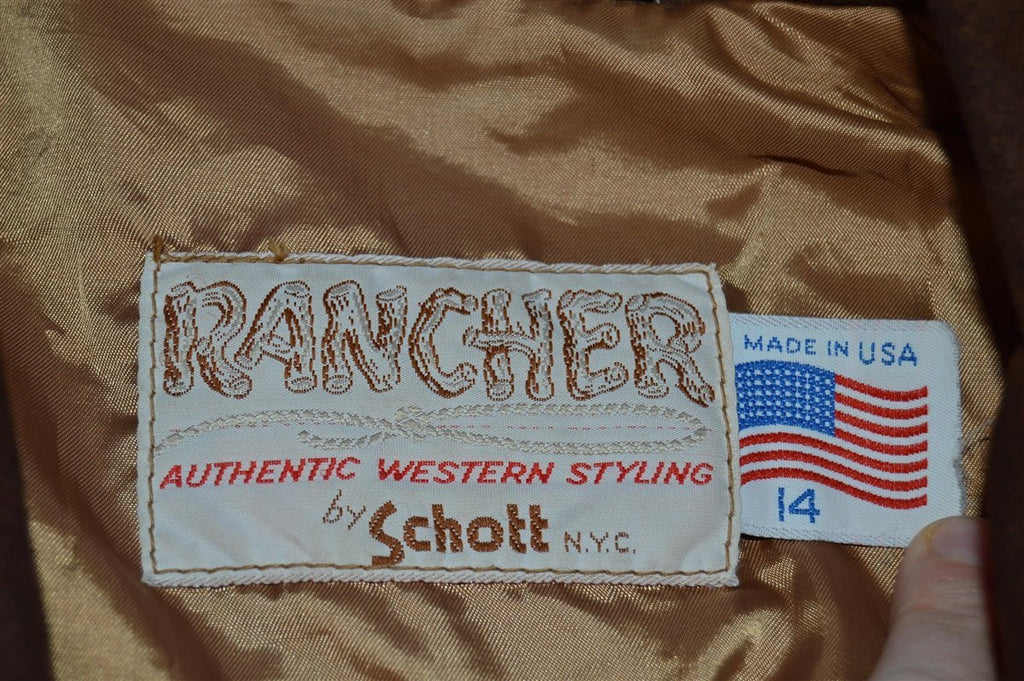 RANCHER
AUTHENTIC WESTERN STYLING
by Schott N.Y.C.
MADE IN USA
14